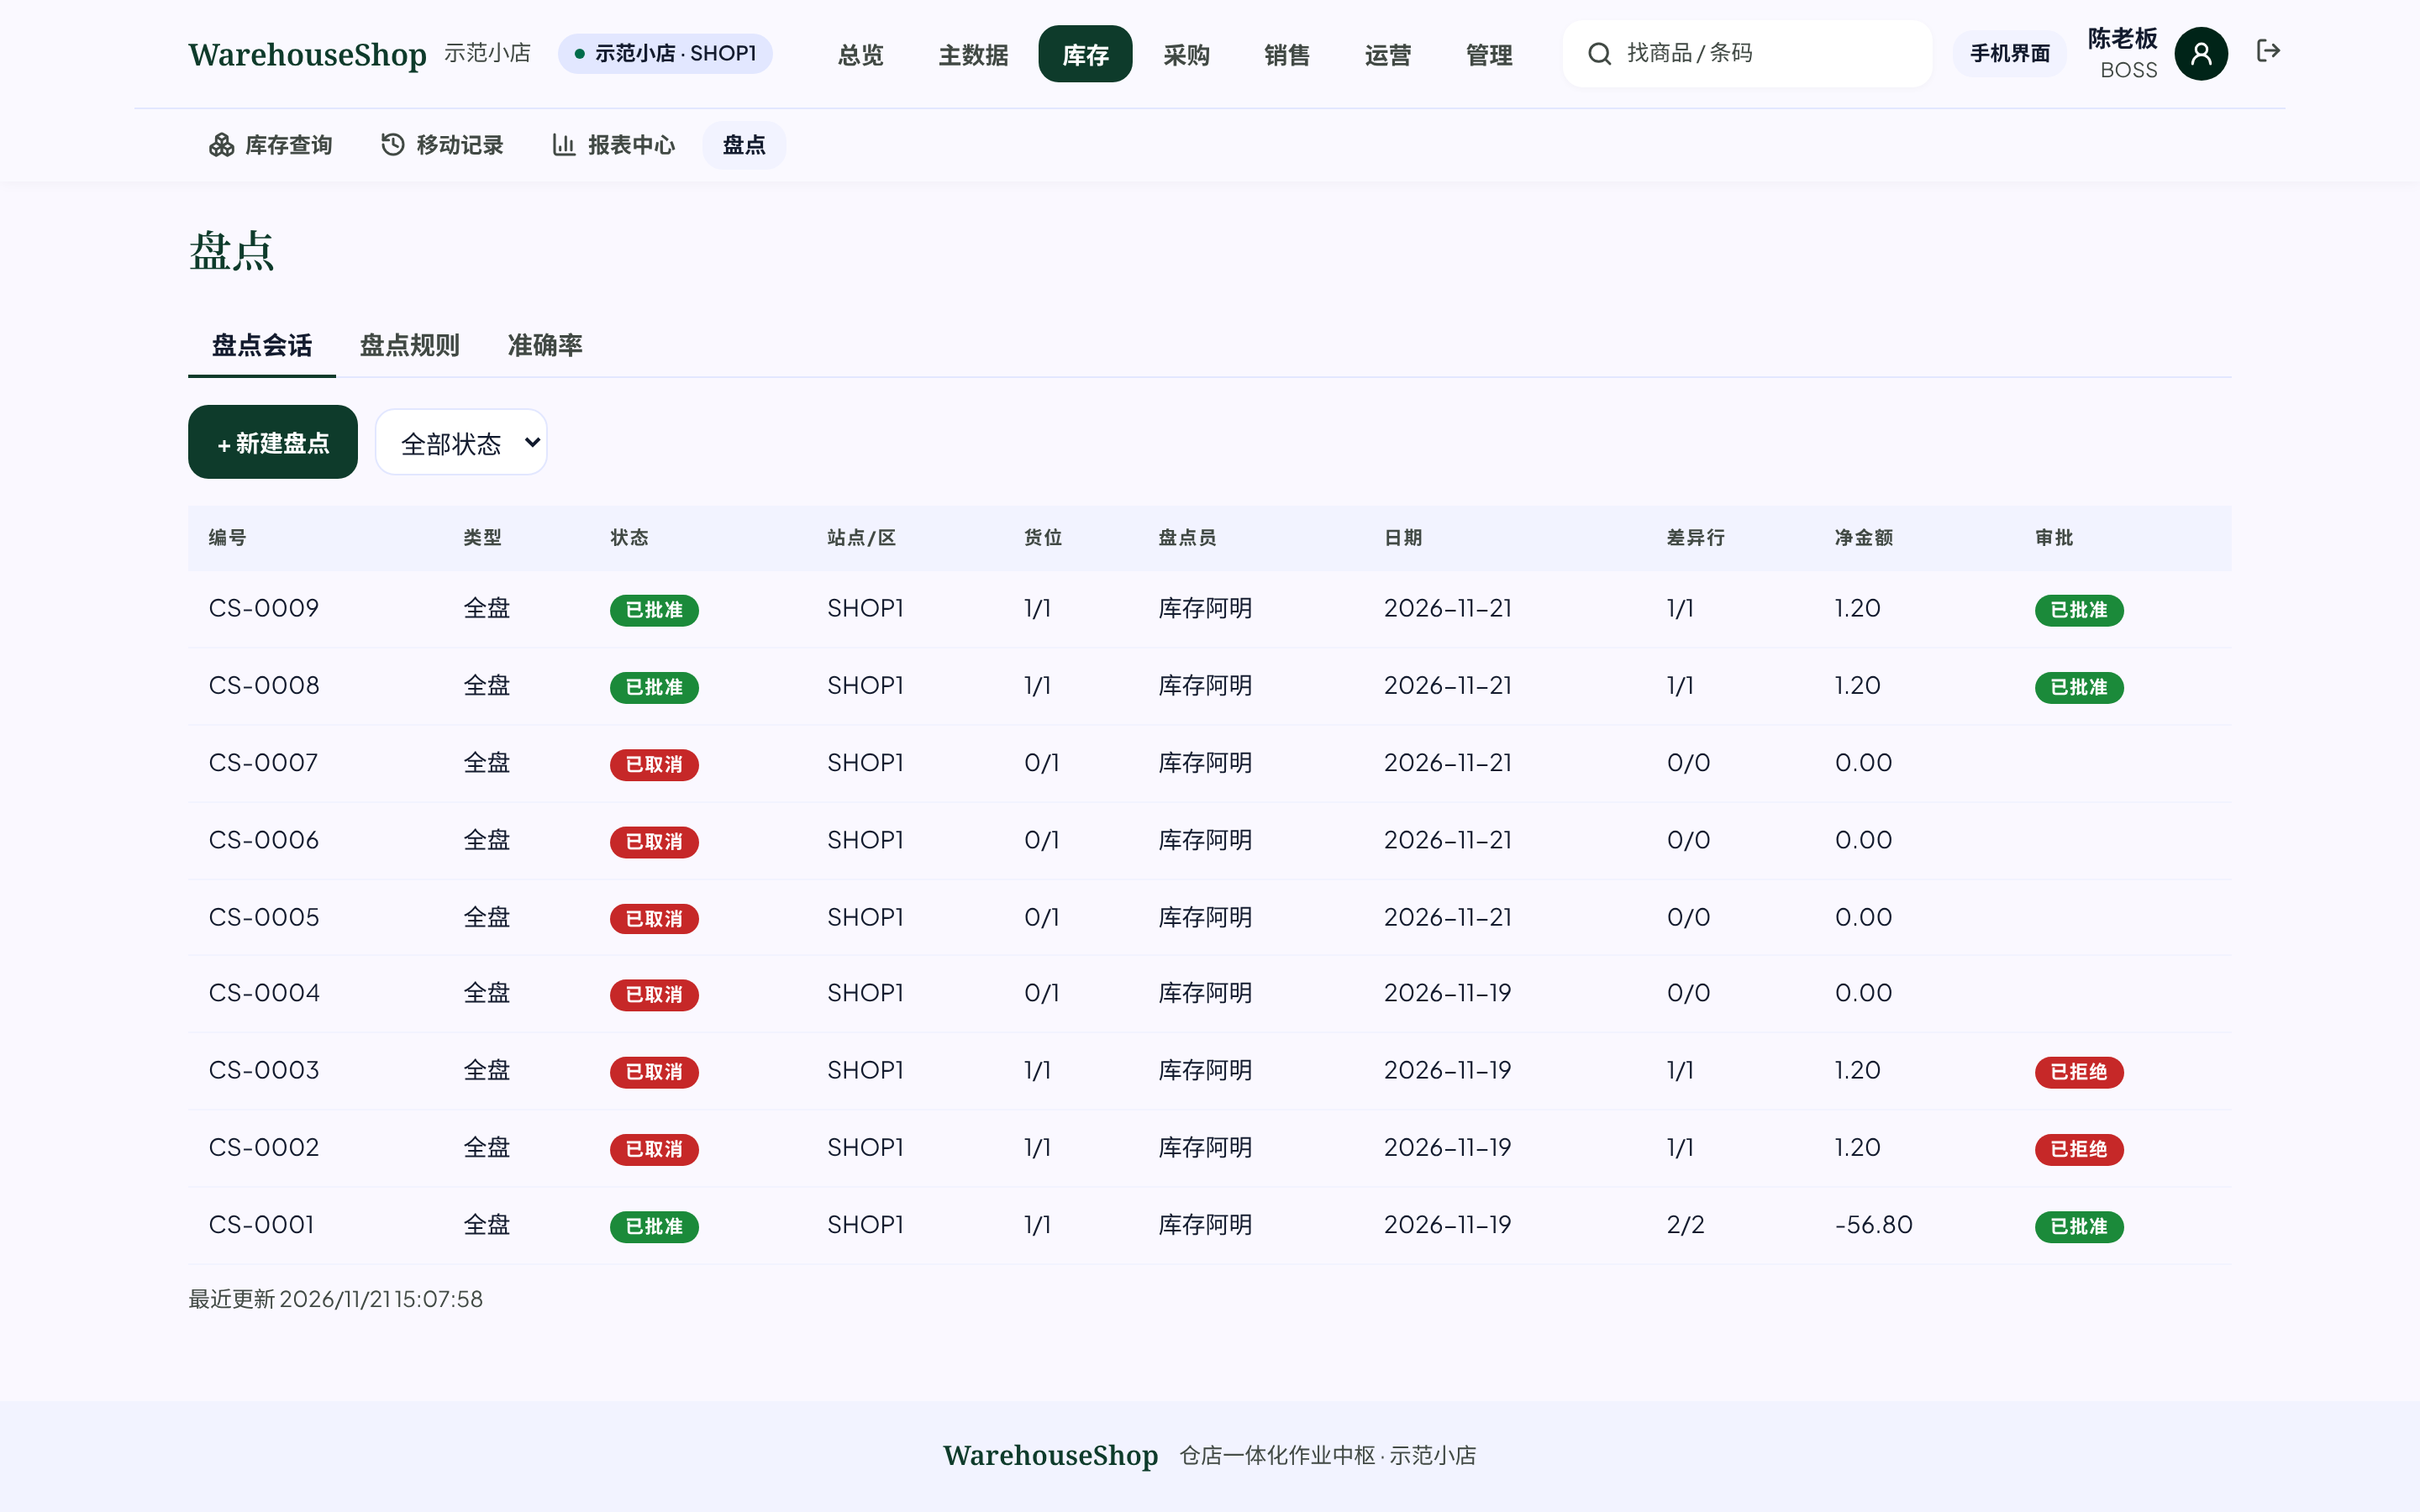 WarehouseShop 示范小店 示范小店 · SHOP1 总览 主数据 库存 采购 销售 运营 管理 找商品 / 条码 手机界面 陈老板
BOSS
库存查询 移动记录 报表中心 盘点
盘点
盘点会话 盘点规则 准确率
+ 新建盘点 全部状态
编号 类型 状态 站点/区 货位 盘点员 日期 差异行 净金额 审批
CS-0009 全盘 已批准 SHOP1 1/1 库存阿明 2026-11-21 1/1 1.20 已批准
CS-0008 全盘 已批准 SHOP1 1/1 库存阿明 2026-11-21 1/1 1.20 已批准
CS-0007 全盘 已取消 SHOP1 0/1 库存阿明 2026-11-21 0/0 0.00
CS-0006 全盘 已取消 SHOP1 0/1 库存阿明 2026-11-21 0/0 0.00
CS-0005 全盘 已取消 SHOP1 0/1 库存阿明 2026-11-21 0/0 0.00
CS-0004 全盘 已取消 SHOP1 0/1 库存阿明 2026-11-19 0/0 0.00
CS-0003 全盘 已取消 SHOP1 1/1 库存阿明 2026-11-19 1/1 1.20 已拒绝
CS-0002 全盘 已取消 SHOP1 1/1 库存阿明 2026-11-19 1/1 1.20 已拒绝
CS-0001 全盘 已批准 SHOP1 1/1 库存阿明 2026-11-19 2/2 -56.80 已批准
最近更新 2026/11/21 15:07:58
WarehouseShop 仓店一体化作业中枢 · 示范小店